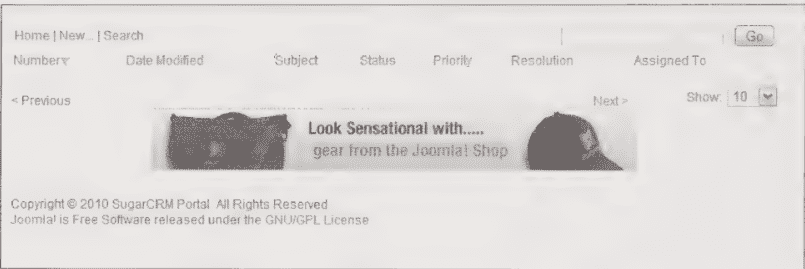 Home | New... | Search Go
Number Date Modified Subject Status Priority Resolution Assigned To
< Previous Next > Show: 10
Look Sensational with.....
gear from the Joomla! Shop
Copyright © 2010 SugarCRM Portal. All Rights Reserved
Joomla! is Free Software released under the GNU/GPL License